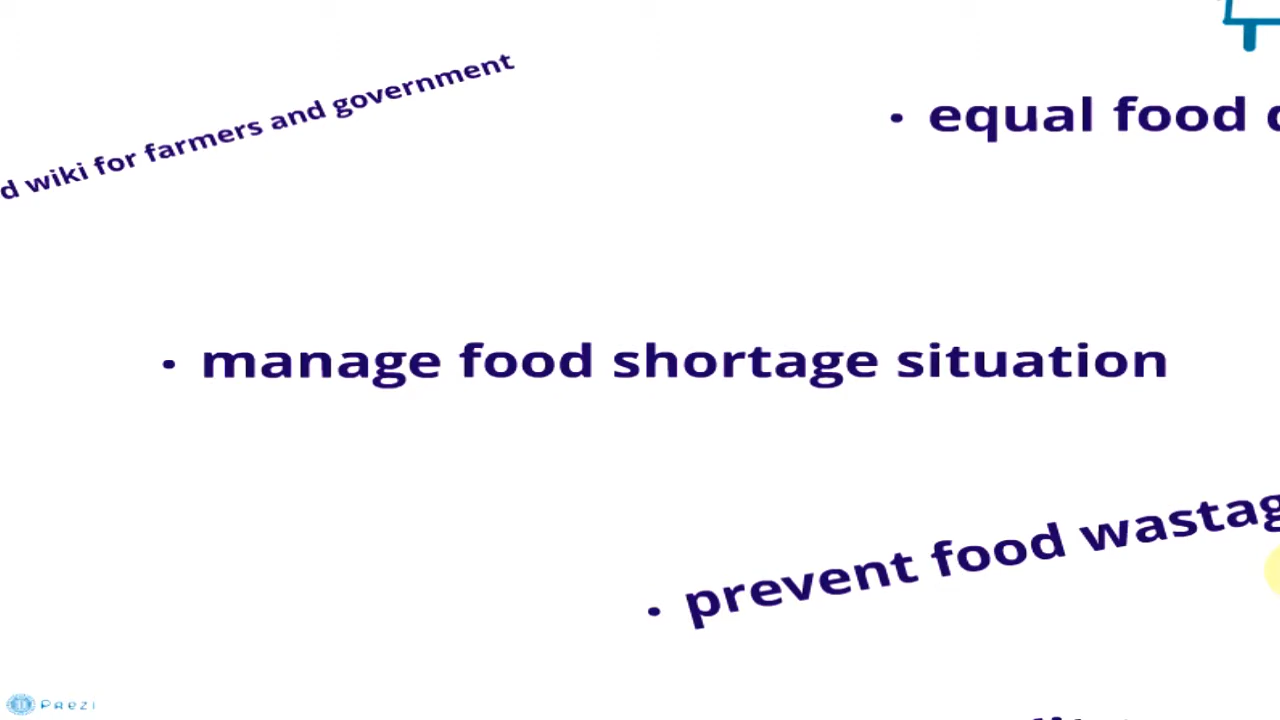 d wiki for farmers and government
• equal food
• manage food shortage situation
• prevent food wastag
Prezi